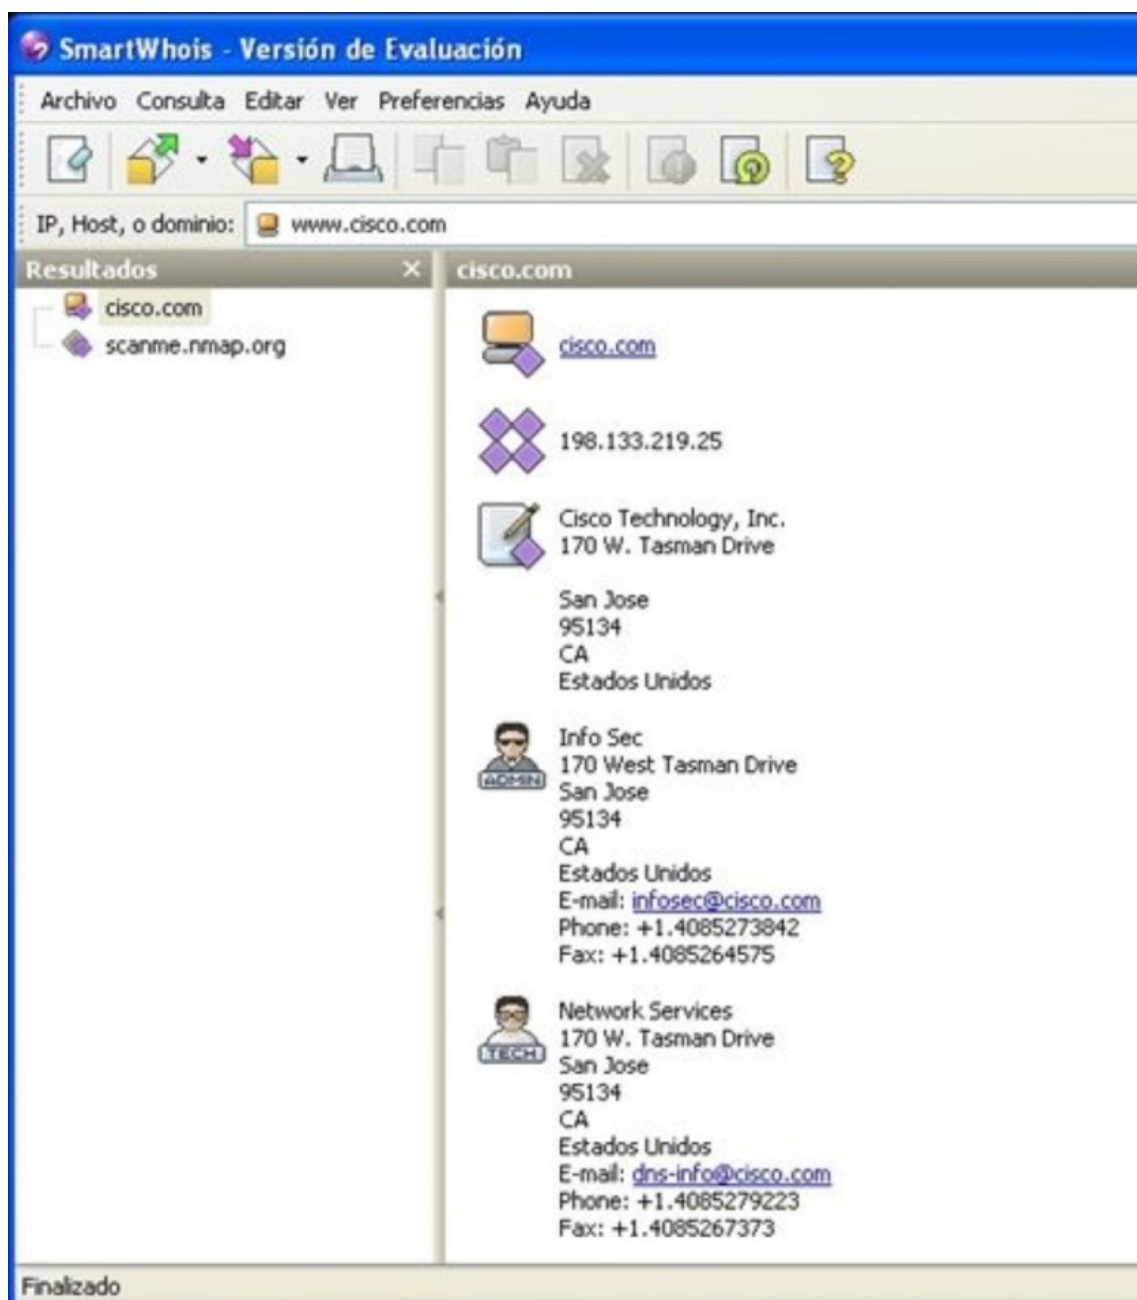 SmartWhois - Versión de Evaluación
Archivo Consulta Editar Ver Preferencias Ayuda
IP, Host, o dominio: www.cisco.com
Resultados
cisco.com
scanme.nmap.org
cisco.com
cisco.com
198.133.219.25
Cisco Technology, Inc.
170 W. Tasman Drive
San Jose
95134
CA
Estados Unidos
ADMIN
Info Sec
170 West Tasman Drive
San Jose
95134
CA
Estados Unidos
E-mail: infosec@cisco.com
Phone: +1.4085273842
Fax: +1.4085264575
TECH
Network Services
170 W. Tasman Drive
San Jose
95134
CA
Estados Unidos
E-mail: dns-info@cisco.com
Phone: +1.4085279223
Fax: +1.4085267373
Finalizado